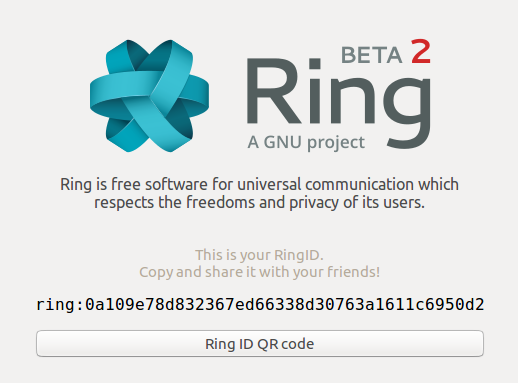 BETA 2
Ring
A GNU project
Ring is free software for universal communication which
respects the freedoms and privacy of its users.
This is your RingID.
Copy and share it with your friends!
ring:0a109e78d832367ed66338d30763a1611c6950d2
Ring ID QR code